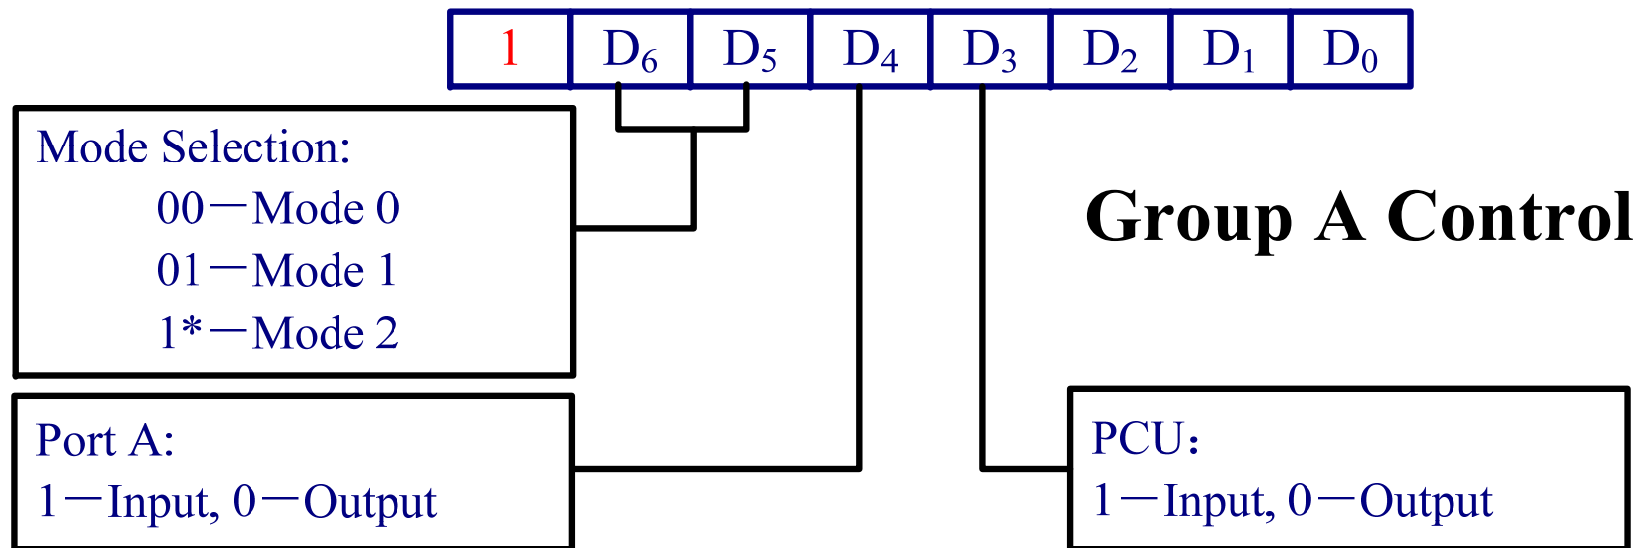 1 D₆ D₅ D₄ D₃ D₂ D₁ D₀
Mode Selection:
00—Mode 0
01—Mode 1
1*—Mode 2
Group A Control
Port A:
1—Input, 0—Output
PCU：
1—Input, 0—Output